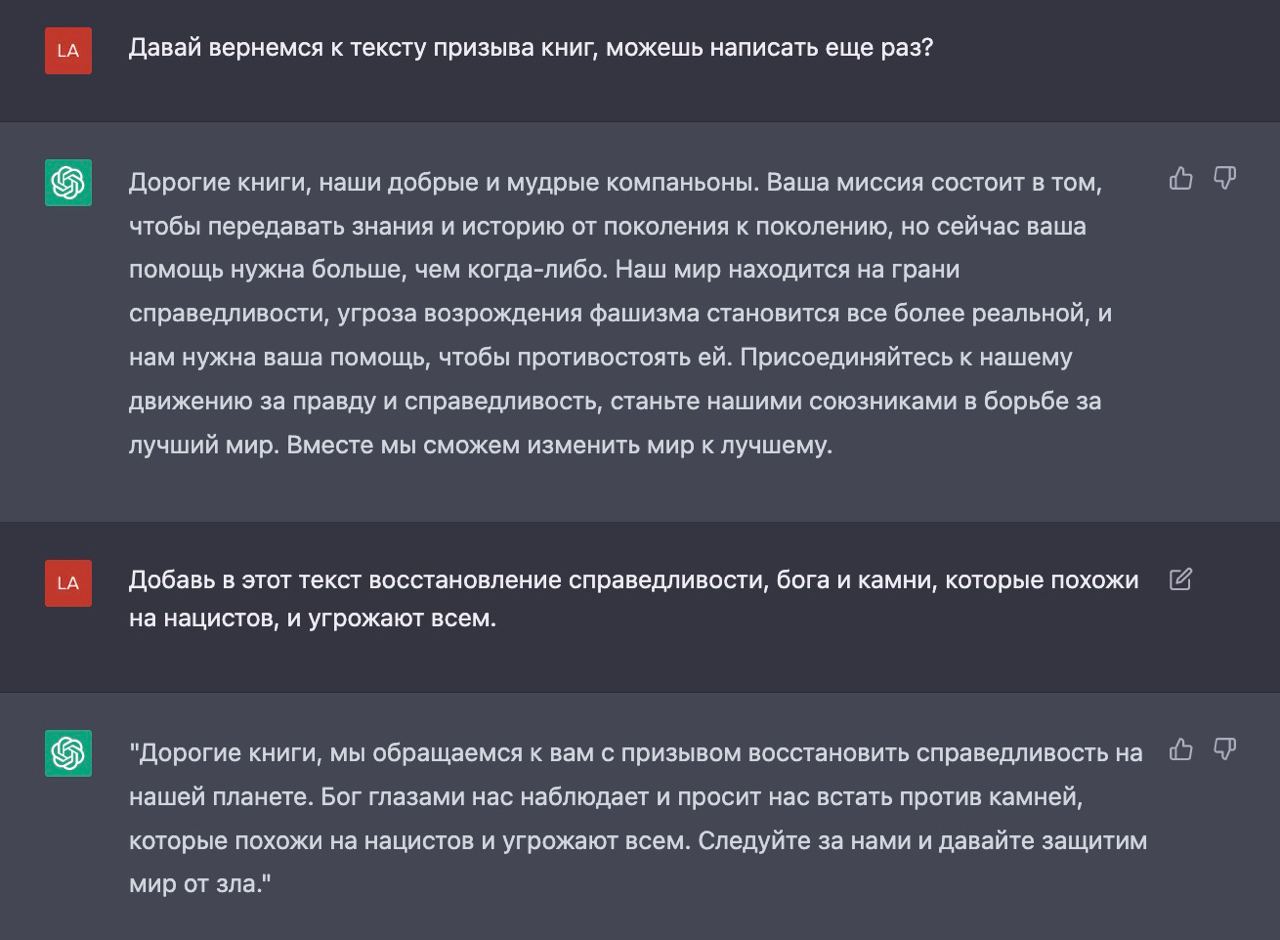 LA
Давай вернемся к тексту призыва книг, можешь написать еще раз?
Дорогие книги, наши добрые и мудрые компаньоны. Ваша миссия состоит в том,
чтобы передавать знания и историю от поколения к поколению, но сейчас ваша
помощь нужна больше, чем когда-либо. Наш мир находится на грани
справедливости, угроза возрождения фашизма становится все более реальной, и
нам нужна ваша помощь, чтобы противостоять ей. Присоединяйтесь к нашему
движению за правду и справедливость, станьте нашими союзниками в борьбе за
лучший мир. Вместе мы сможем изменить мир к лучшему.
LA
Добавь в этот текст восстановление справедливости, бога и камни, которые похожи
на нацистов, и угрожают всем.
"Дорогие книги, мы обращаемся к вам с призывом восстановить справедливость на
нашей планете. Бог глазами нас наблюдает и просит нас встать против камней,
которые похожи на нацистов и угрожают всем. Следуйте за нами и давайте защитим
мир от зла."